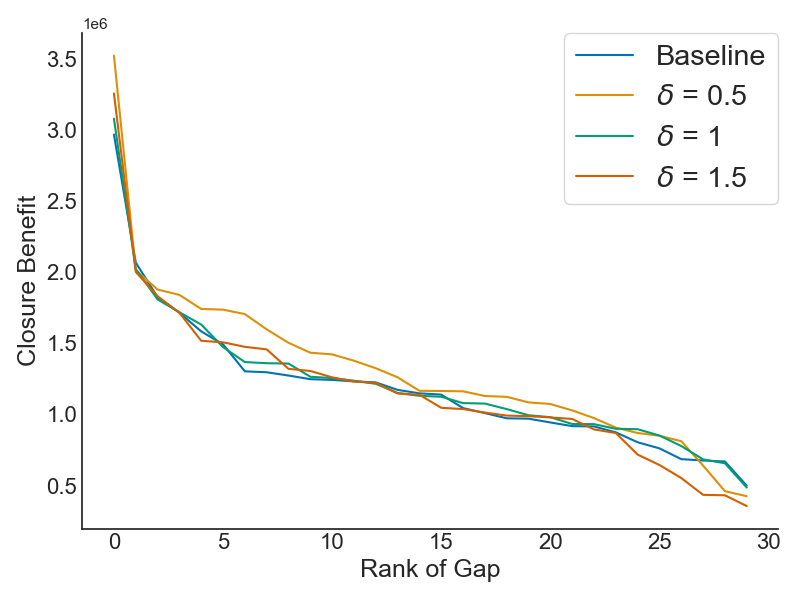 1e6
3.5
3.0
2.5
2.0
1.5
1.0
0.5
Closure Benefit
0 5 10 15 20 25 30
Rank of Gap
Baseline
δ = 0.5
δ = 1
δ = 1.5